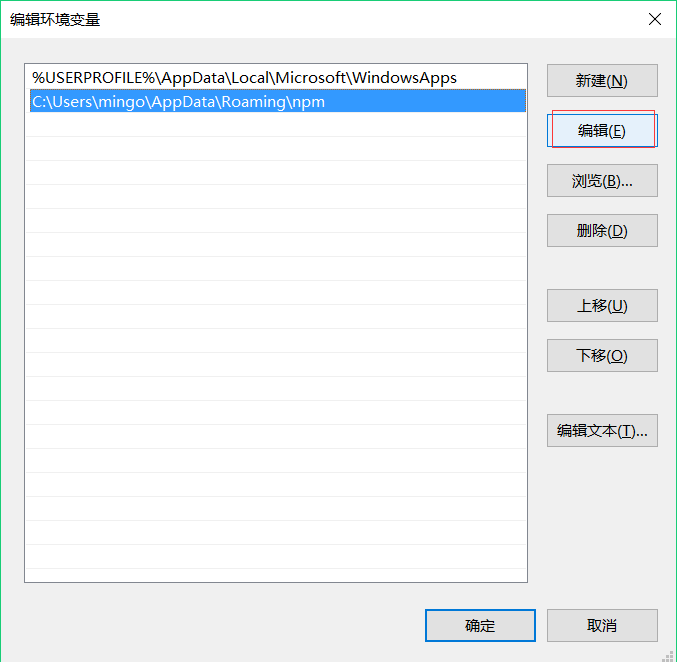 编辑环境变量
%USERPROFILE%\AppData\Local\Microsoft\WindowsApps
C:\Users\mingo\AppData\Roaming\npm
新建(N)
编辑(E)
浏览(B)...
删除(D)
上移(U)
下移(O)
编辑文本(T)...
确定
取消